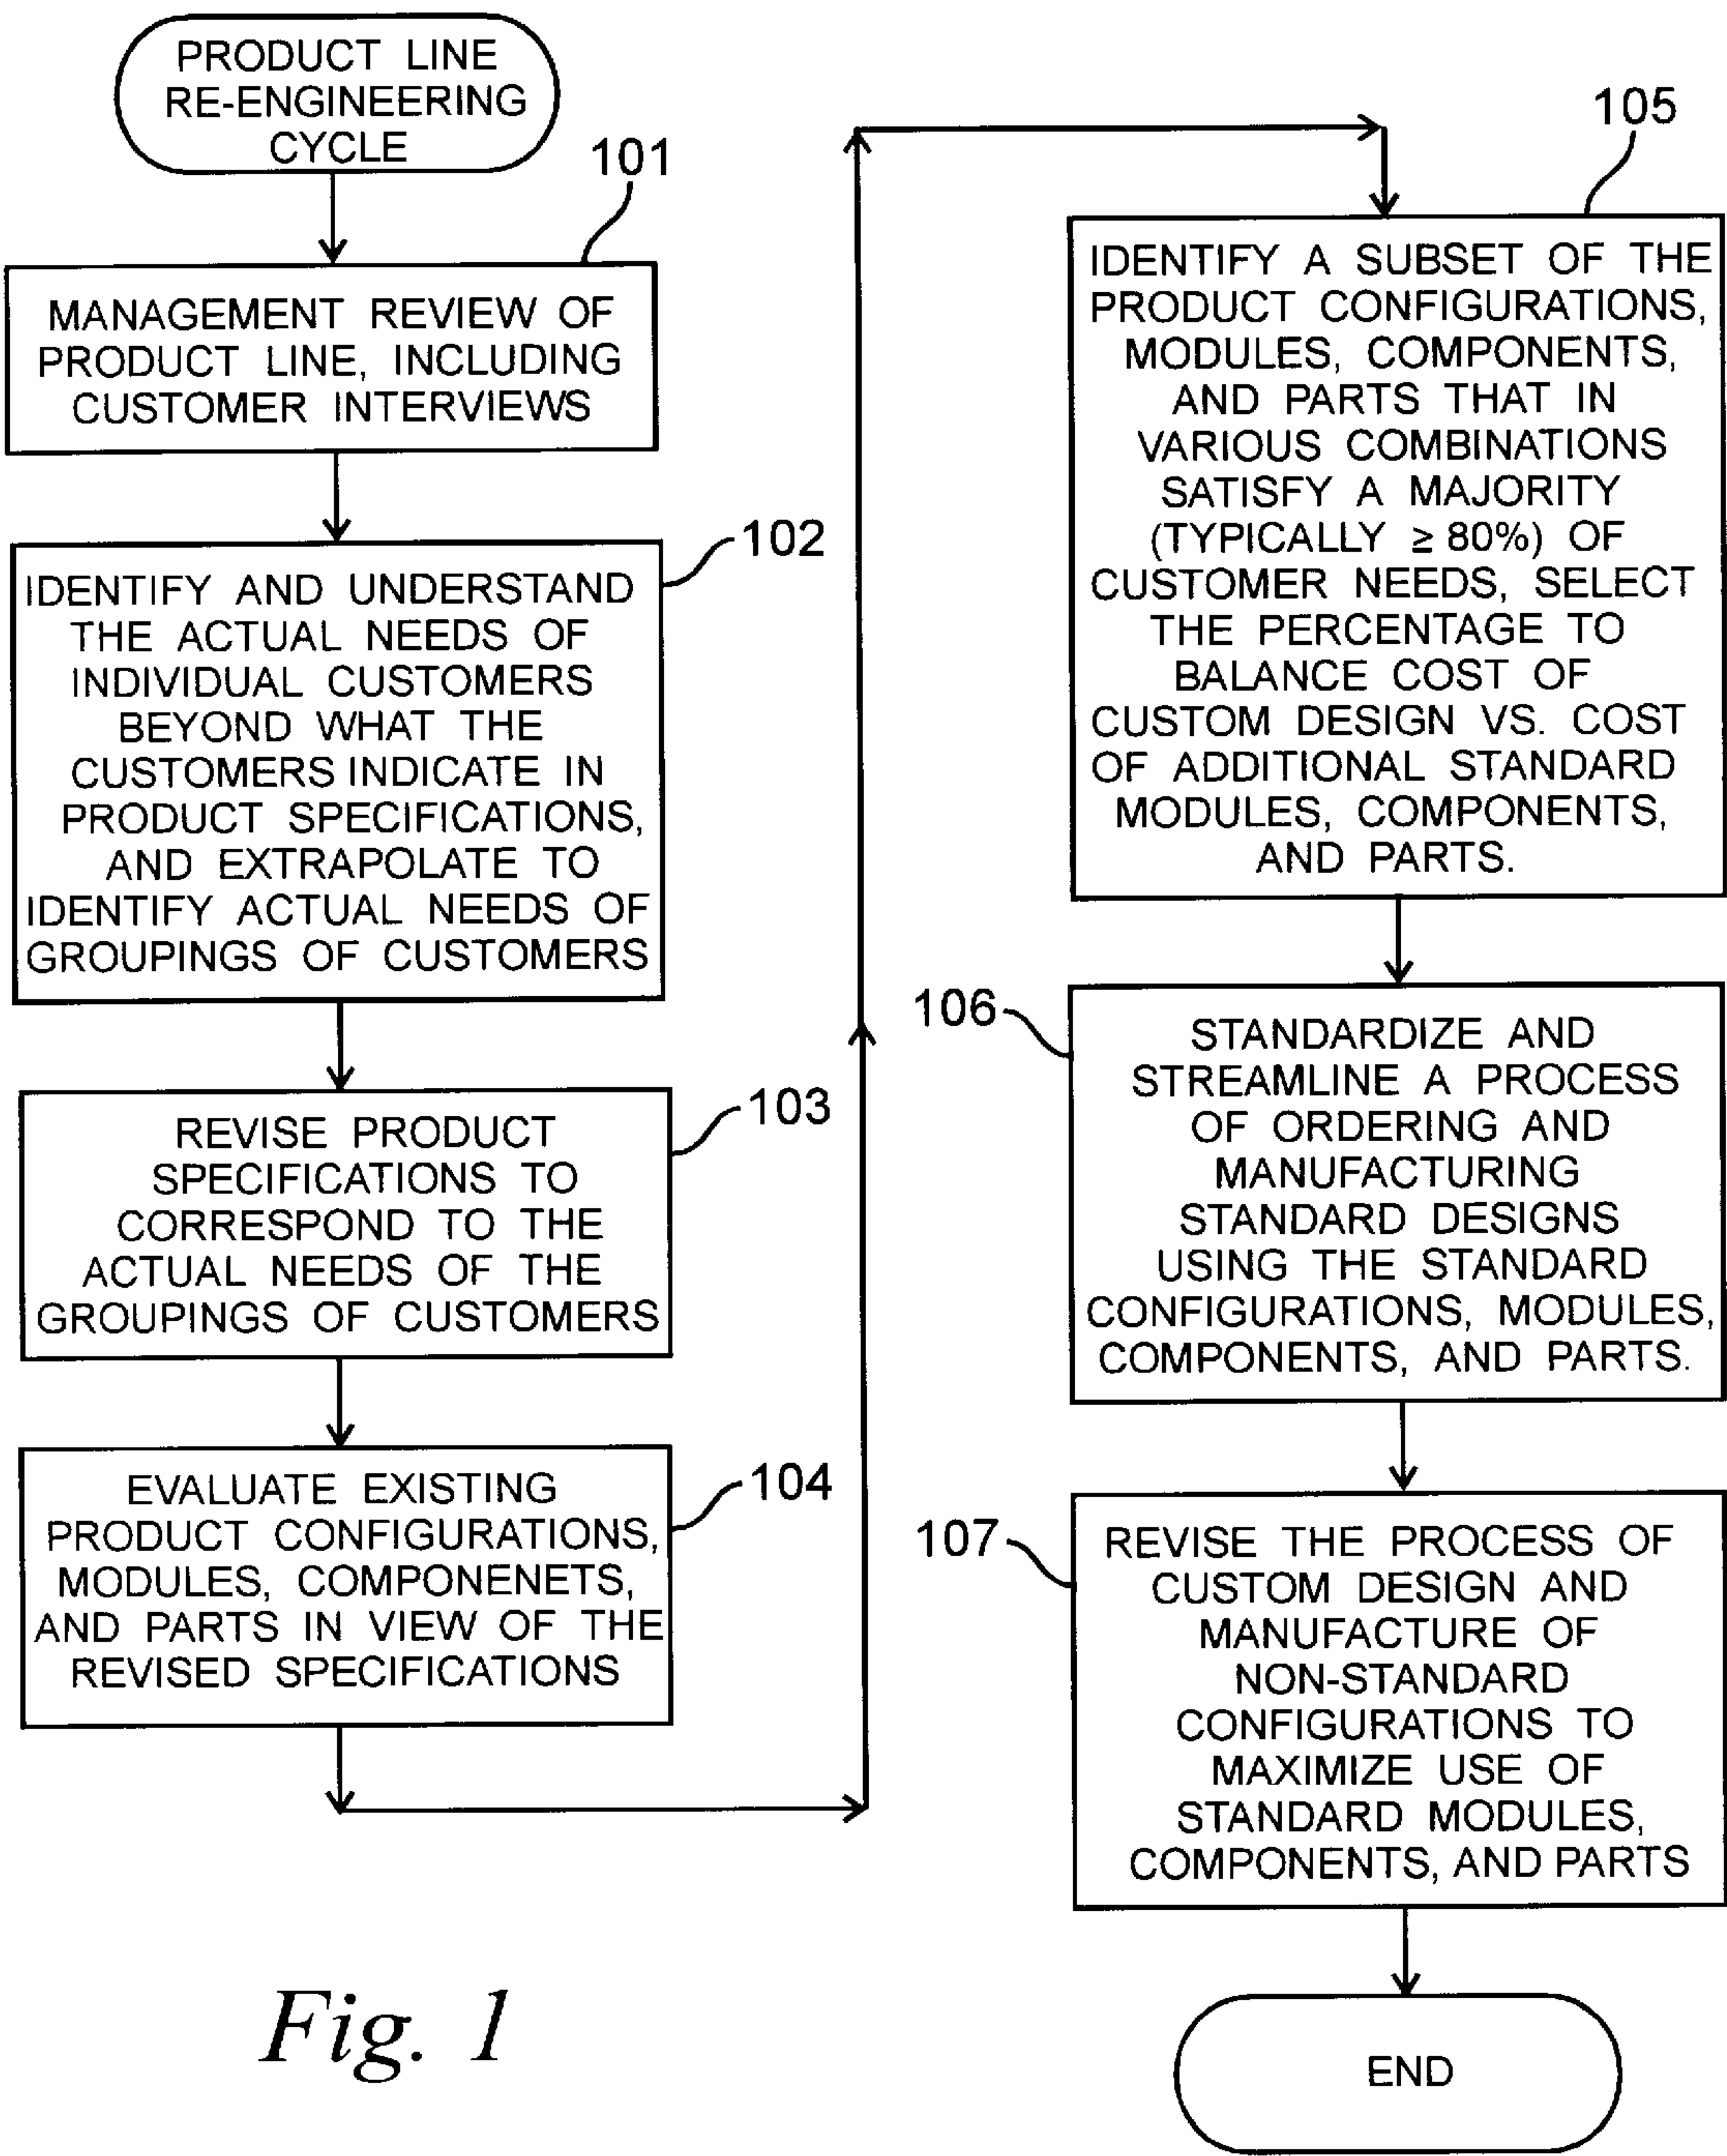 PRODUCT LINE
RE-ENGINEERING
CYCLE
101
MANAGEMENT REVIEW OF
PRODUCT LINE, INCLUDING
CUSTOMER INTERVIEWS
102
IDENTIFY AND UNDERSTAND
THE ACTUAL NEEDS OF
INDIVIDUAL CUSTOMERS
BEYOND WHAT THE
CUSTOMERS INDICATE IN
PRODUCT SPECIFICATIONS,
AND EXTRAPOLATE TO
IDENTIFY ACTUAL NEEDS OF
GROUPINGS OF CUSTOMERS
103
REVISE PRODUCT
SPECIFICATIONS TO
CORRESPOND TO THE
ACTUAL NEEDS OF THE
GROUPINGS OF CUSTOMERS
104
EVALUATE EXISTING
PRODUCT CONFIGURATIONS,
MODULES, COMPONENETS,
AND PARTS IN VIEW OF THE
REVISED SPECIFICATIONS
105
IDENTIFY A SUBSET OF THE
PRODUCT CONFIGURATIONS,
MODULES, COMPONENTS,
AND PARTS THAT IN
VARIOUS COMBINATIONS
SATISFY A MAJORITY
(TYPICALLY ≥ 80%) OF
CUSTOMER NEEDS, SELECT
THE PERCENTAGE TO
BALANCE COST OF
CUSTOM DESIGN VS. COST
OF ADDITIONAL STANDARD
MODULES, COMPONENTS,
AND PARTS.
106
STANDARDIZE AND
STREAMLINE A PROCESS
OF ORDERING AND
MANUFACTURING
STANDARD DESIGNS
USING THE STANDARD
CONFIGURATIONS, MODULES,
COMPONENTS, AND PARTS.
107
REVISE THE PROCESS OF
CUSTOM DESIGN AND
MANUFACTURE OF
NON-STANDARD
CONFIGURATIONS TO
MAXIMIZE USE OF
STANDARD MODULES,
COMPONENTS, AND PARTS
END
Fig. 1